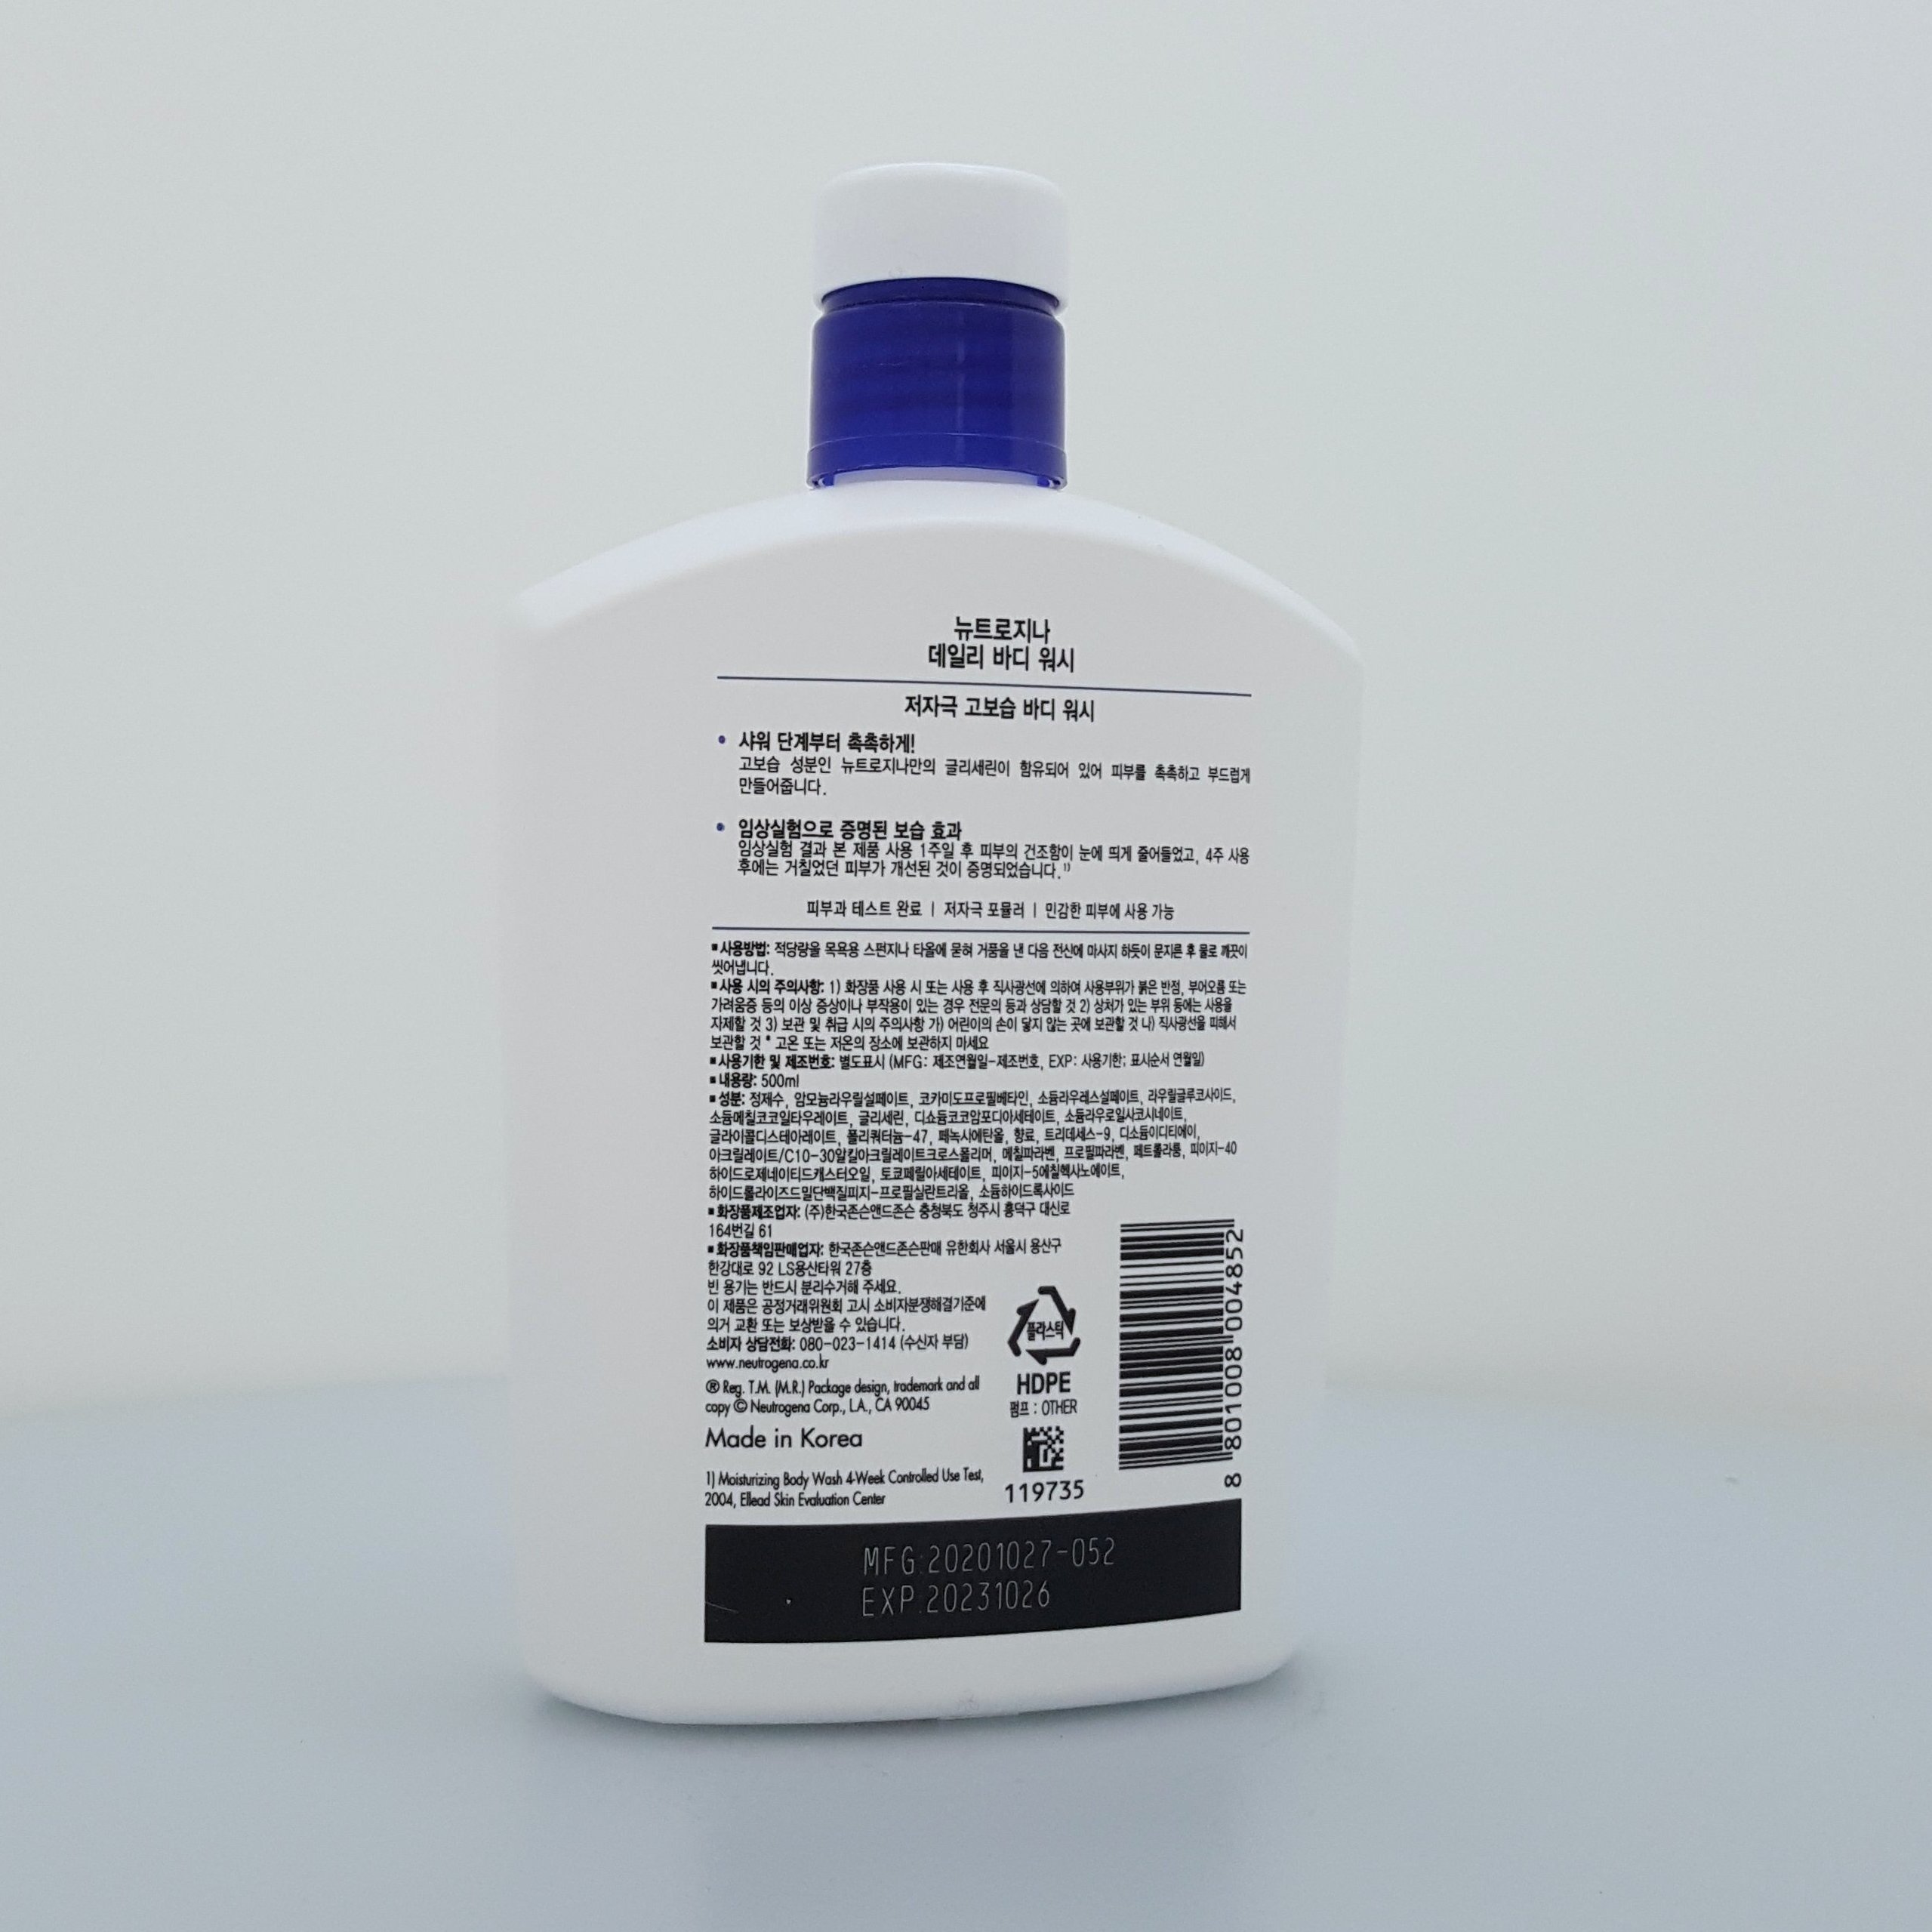 뉴트로지나
데일리 바디 워시
저자극 고보습 바디 워시
• 샤워 단계부터 촉촉하게!
고보습 성분인 뉴트로지나만의 글리세린이 함유되어 있어 피부를 촉촉하고 부드럽게
만들어줍니다.
• 임상실험으로 증명된 보습 효과
임상실험 결과 본 제품 사용 1주일 후 피부의 건조함이 눈에 띄게 줄어들었고, 4주 사용
후에는 거칠었던 피부가 개선된 것이 증명되었습니다.¹⁾
피부과 테스트 완료 | 저자극 포뮬러 | 민감한 피부에 사용 가능
▪사용방법: 적당량을 목욕용 스펀지나 타올에 묻혀 거품을 낸 다음 전신에 마사지 하듯이 문지른 후 물로 깨끗이
씻어냅니다.
▪사용 시의 주의사항: 1) 화장품 사용 시 또는 사용 후 직사광선에 의하여 사용부위가 붉은 반점, 부어오름 또는
가려움증 등의 이상 증상이나 부작용이 있는 경우 전문의 등과 상담할 것 2) 상처가 있는 부위 등에는 사용을
자제할 것 3) 보관 및 취급 시의 주의사항 가) 어린이의 손이 닿지 않는 곳에 보관할 것 나) 직사광선을 피해서
보관할 것 * 고온 또는 저온의 장소에 보관하지 마세요
▪사용기한 및 제조번호: 별도표시 (MFG: 제조연월일-제조번호, EXP: 사용기한; 표시순서 연월일)
▪내용량: 500ml
▪성분: 정제수, 암모늄라우릴설페이트, 코카미도프로필베타인, 소듐라우레스설페이트, 라우릴글루코사이드,
소듐메칠코코일타우레이트, 글리세린, 디소듐코코암포디아세테이트, 소듐라우로일사코시네이트,
글라이콜디스테아레이트, 폴리쿼터늄-47, 페녹시에탄올, 향료, 트리데세스-9, 디소듐이디티에이,
아크릴레이트/C10-30알킬아크릴레이트크로스폴리머, 메칠파라벤, 프로필파라벤, 페트롤라툼, 피이지-40
하이드로제네이티드캐스터오일, 토코페릴아세테이트, 피이지-5에칠헥사노에이트,
하이드롤라이즈드밀단백질피지-프로필실란트리올, 소듐하이드록사이드
▪화장품제조업자: (주)한국존슨앤드존슨 충청북도 청주시 흥덕구 대신로
164번길 61
▪화장품책임판매업자: 한국존슨앤드존슨판매 유한회사 서울시 용산구
한강대로 92 LS용산타워 27층
빈 용기는 반드시 분리수거해 주세요.
이 제품은 공정거래위원회 고시 소비자분쟁해결기준에
의거 교환 또는 보상받을 수 있습니다.
소비자 상담전화: 080-023-1414 (수신자 부담)
www.neutrogena.co.kr
® Reg. T.M. (M.R.) Package design, trademark and all
copy © Neutrogena Corp., L.A., CA 90045
Made in Korea
1) Moisturizing Body Wash 4-Week Controlled Use Test,
2004, Ellead Skin Evaluation Center
플라스틱
HDPE
펌프 : OTHER
119735
8 801008 004852
MFG:20201027-052
EXP:20231026